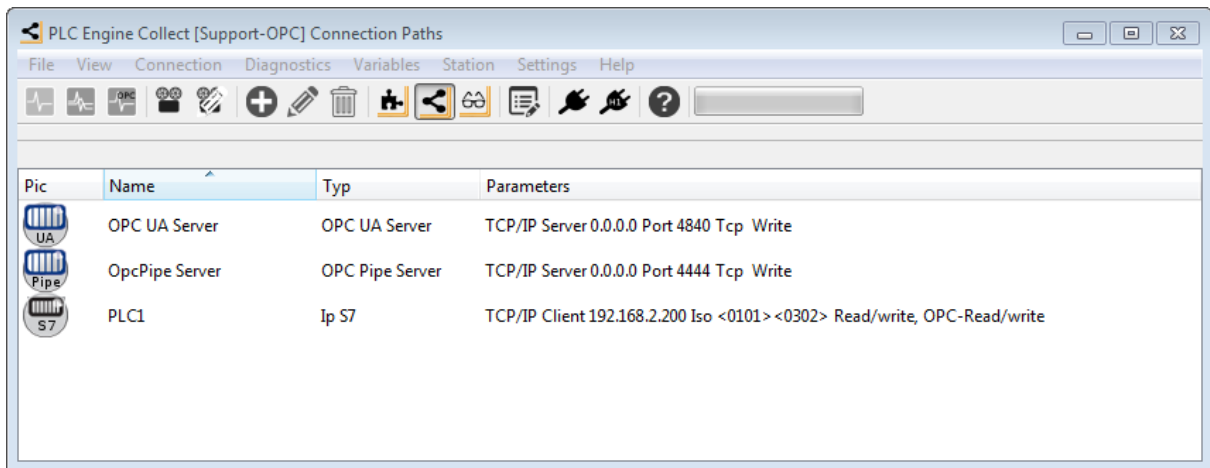 PLC Engine Collect [Support-OPC] Connection Paths
File View Connection Diagnostics Variables Station Settings Help
OPC H1
Pic Name Typ Parameters
UA OPC UA Server OPC UA Server TCP/IP Server 0.0.0.0 Port 4840 Tcp Write
Pipe OpcPipe Server OPC Pipe Server TCP/IP Server 0.0.0.0 Port 4444 Tcp Write
S7 PLC1 Ip S7 TCP/IP Client 192.168.2.200 Iso <0101><0302> Read/write, OPC-Read/write